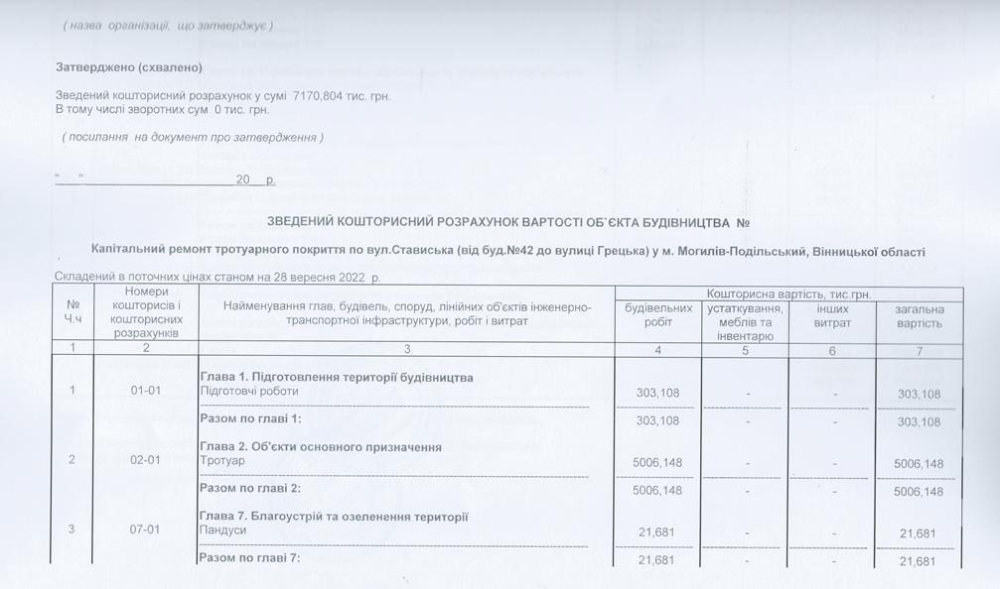 ( назва організації, що затверджує )
Затверджено (схвалено)
Зведений кошторисний розрахунок у сумі 7170,804 тис. грн.
В тому числі зворотних сум 0 тис. грн.
( посилання на документ про затвердження )
" " 20 р.
ЗВЕДЕНИЙ КОШТОРИСНИЙ РОЗРАХУНОК ВАРТОСТІ ОБ`ЄКТА БУДІВНИЦТВА №
Капітальний ремонт тротуарного покриття по вул.Стависька (від буд.№42 до вулиці Грецька) у м. Могилів-Подільський, Вінницької області
Складений в поточних цінах станом на 28 вересня 2022 р.
№ Ч.ч
Номери кошторисів і кошторисних розрахунків
Найменування глав, будівель, споруд, лінійних об'єктів інженерно-транспортної інфраструктури, робіт і витрат
Кошторисна вартість, тис.грн.
будівельних робіт
устаткування, меблів та інвентарю
інших витрат
загальна вартість
1 2 3 4 5 6 7
Глава 1. Підготовлення території будівництва
1 01-01 Підготовчі роботи 303,108 - - 303,108
Разом по главі 1: 303,108 - - 303,108
Глава 2. Об'єкти основного призначення
2 02-01 Тротуар 5006,148 - - 5006,148
Разом по главі 2: 5006,148 - - 5006,148
Глава 7. Благоустрій та озеленення території
3 07-01 Пандуси 21,681 - - 21,681
Разом по главі 7: 21,681 - - 21,681